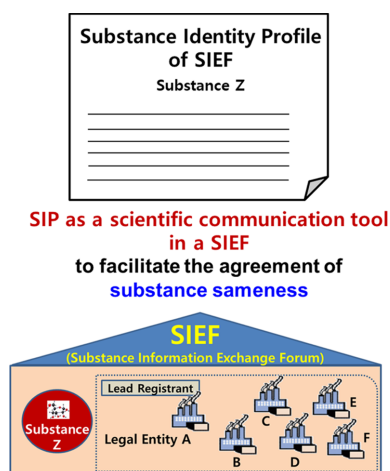 Substance Identity Profile
of SIEF
Substance Z
SIP as a scientific communication tool
in a SIEF
to facilitate the agreement of
substance sameness
SIEF
(Substance Information Exchange Forum)
Lead Registrant
Substance
Z
Legal Entity A
B
C
D
E
F